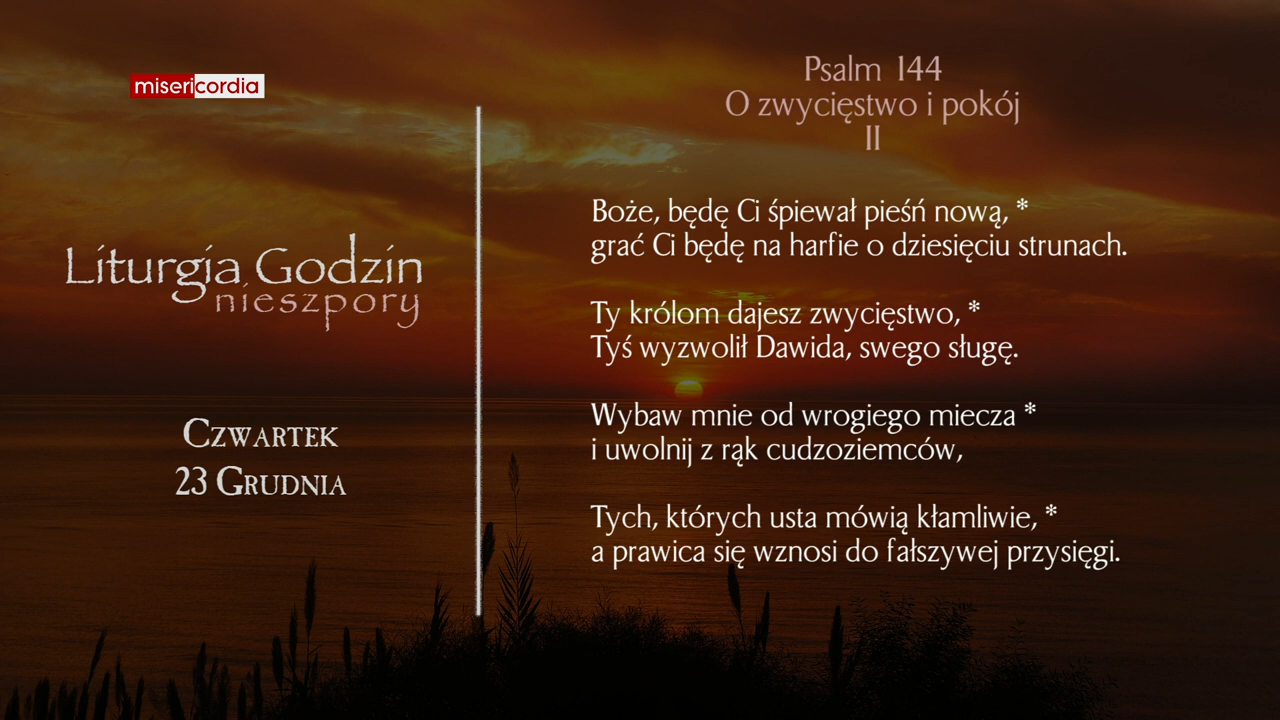 misericordia
Liturgia Godzin
nieszpory
Czwartek
23 Grudnia
Psalm 144
O zwycięstwo i pokój
II
Boże, będę Ci śpiewał pieśń nową, *
grać Ci będę na harfie o dziesięciu strunach.
Ty królom dajesz zwycięstwo, *
Tyś wyzwolił Dawida, swego sługę.
Wybaw mnie od wrogiego miecza *
i uwolnij z rąk cudzoziemców,
Tych, których usta mówią kłamliwie, *
a prawica się wznosi do fałszywej przysięgi.